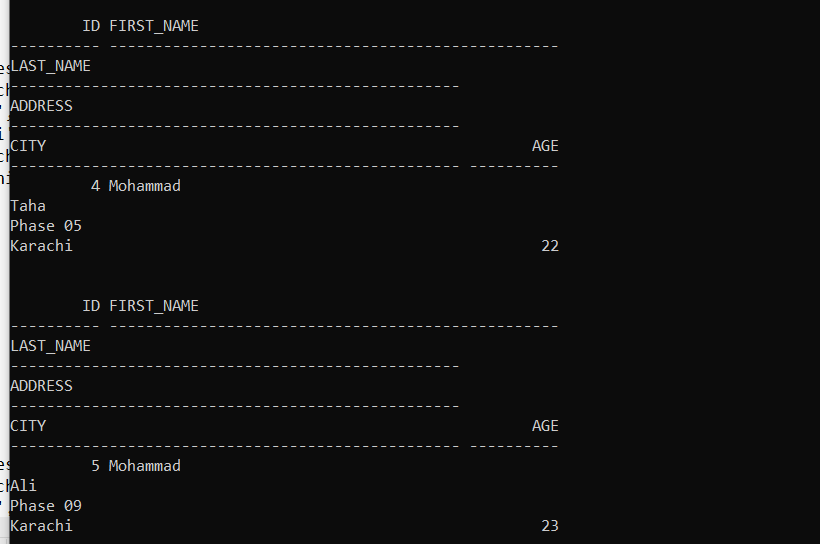 ID FIRST_NAME
---------- --------------------------------------------------
LAST_NAME
--------------------------------------------------
ADDRESS
--------------------------------------------------
CITY AGE
-------------------------------------------------- ----------
4 Mohammad
Taha
Phase 05
Karachi 22
ID FIRST_NAME
---------- --------------------------------------------------
LAST_NAME
--------------------------------------------------
ADDRESS
--------------------------------------------------
CITY AGE
-------------------------------------------------- ----------
5 Mohammad
Ali
Phase 09
Karachi 23